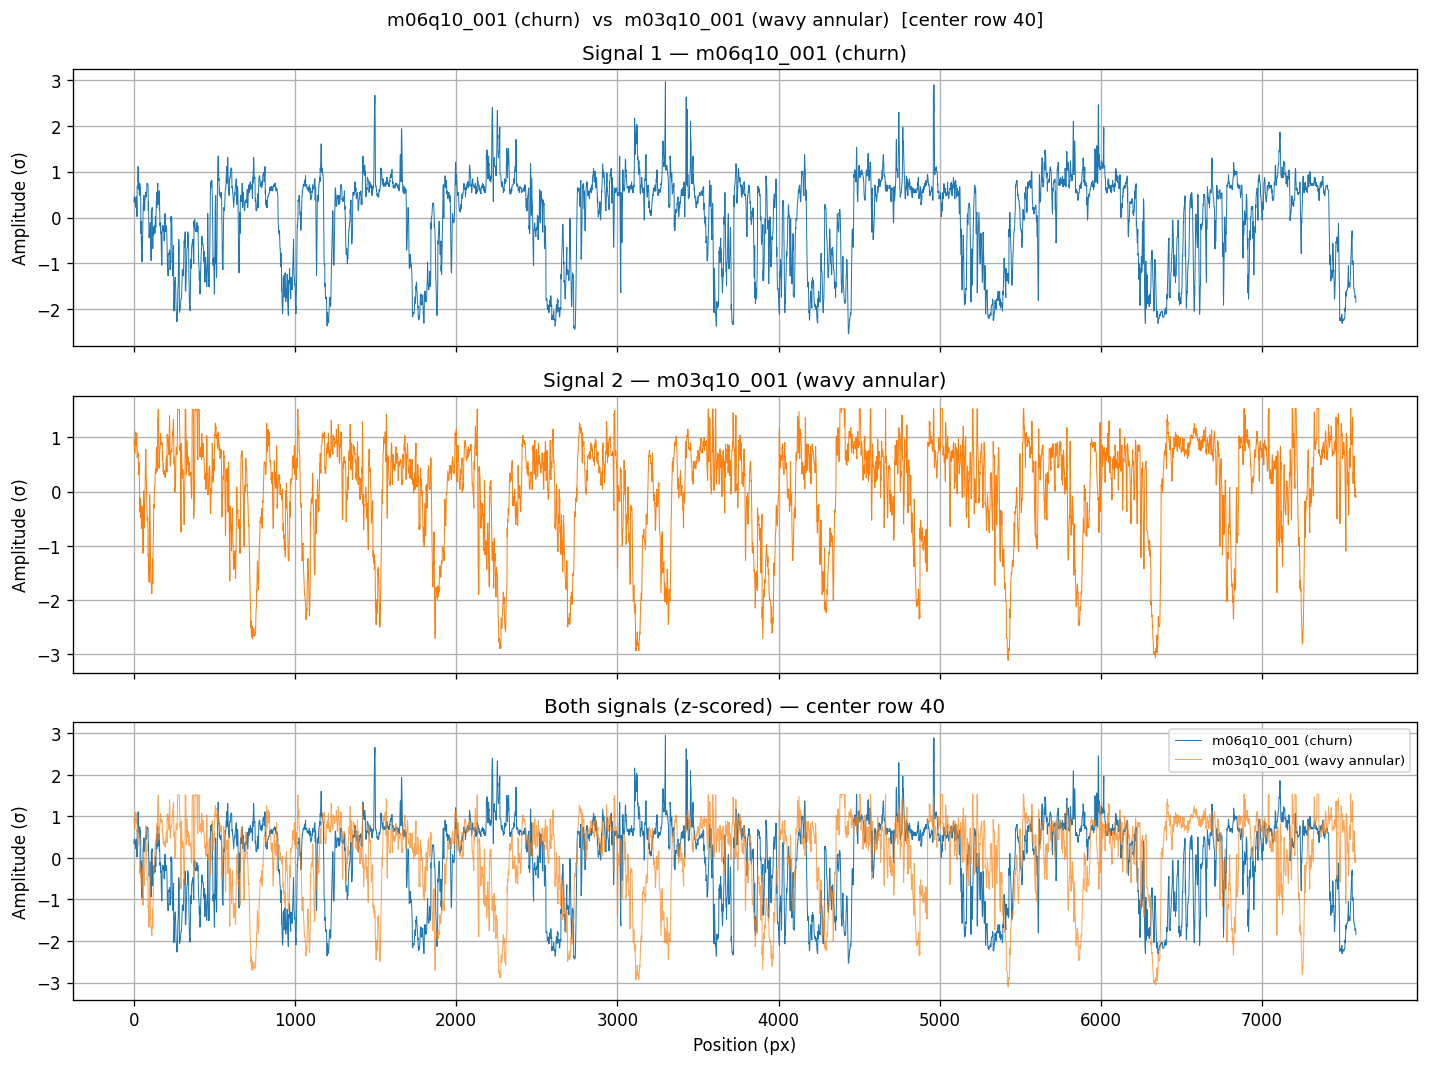 m06q10_001 (churn)  vs  m03q10_001 (wavy annular)  [center row 40]
Signal 1 — m06q10_001 (churn)
Amplitude (σ)
3
2
1
0
−1
−2
Signal 2 — m03q10_001 (wavy annular)
Amplitude (σ)
1
0
−1
−2
−3
Both signals (z-scored) — center row 40
Amplitude (σ)
3
2
1
0
−1
−2
−3
m06q10_001 (churn)
m03q10_001 (wavy annular)
0 1000 2000 3000 4000 5000 6000 7000
Position (px)